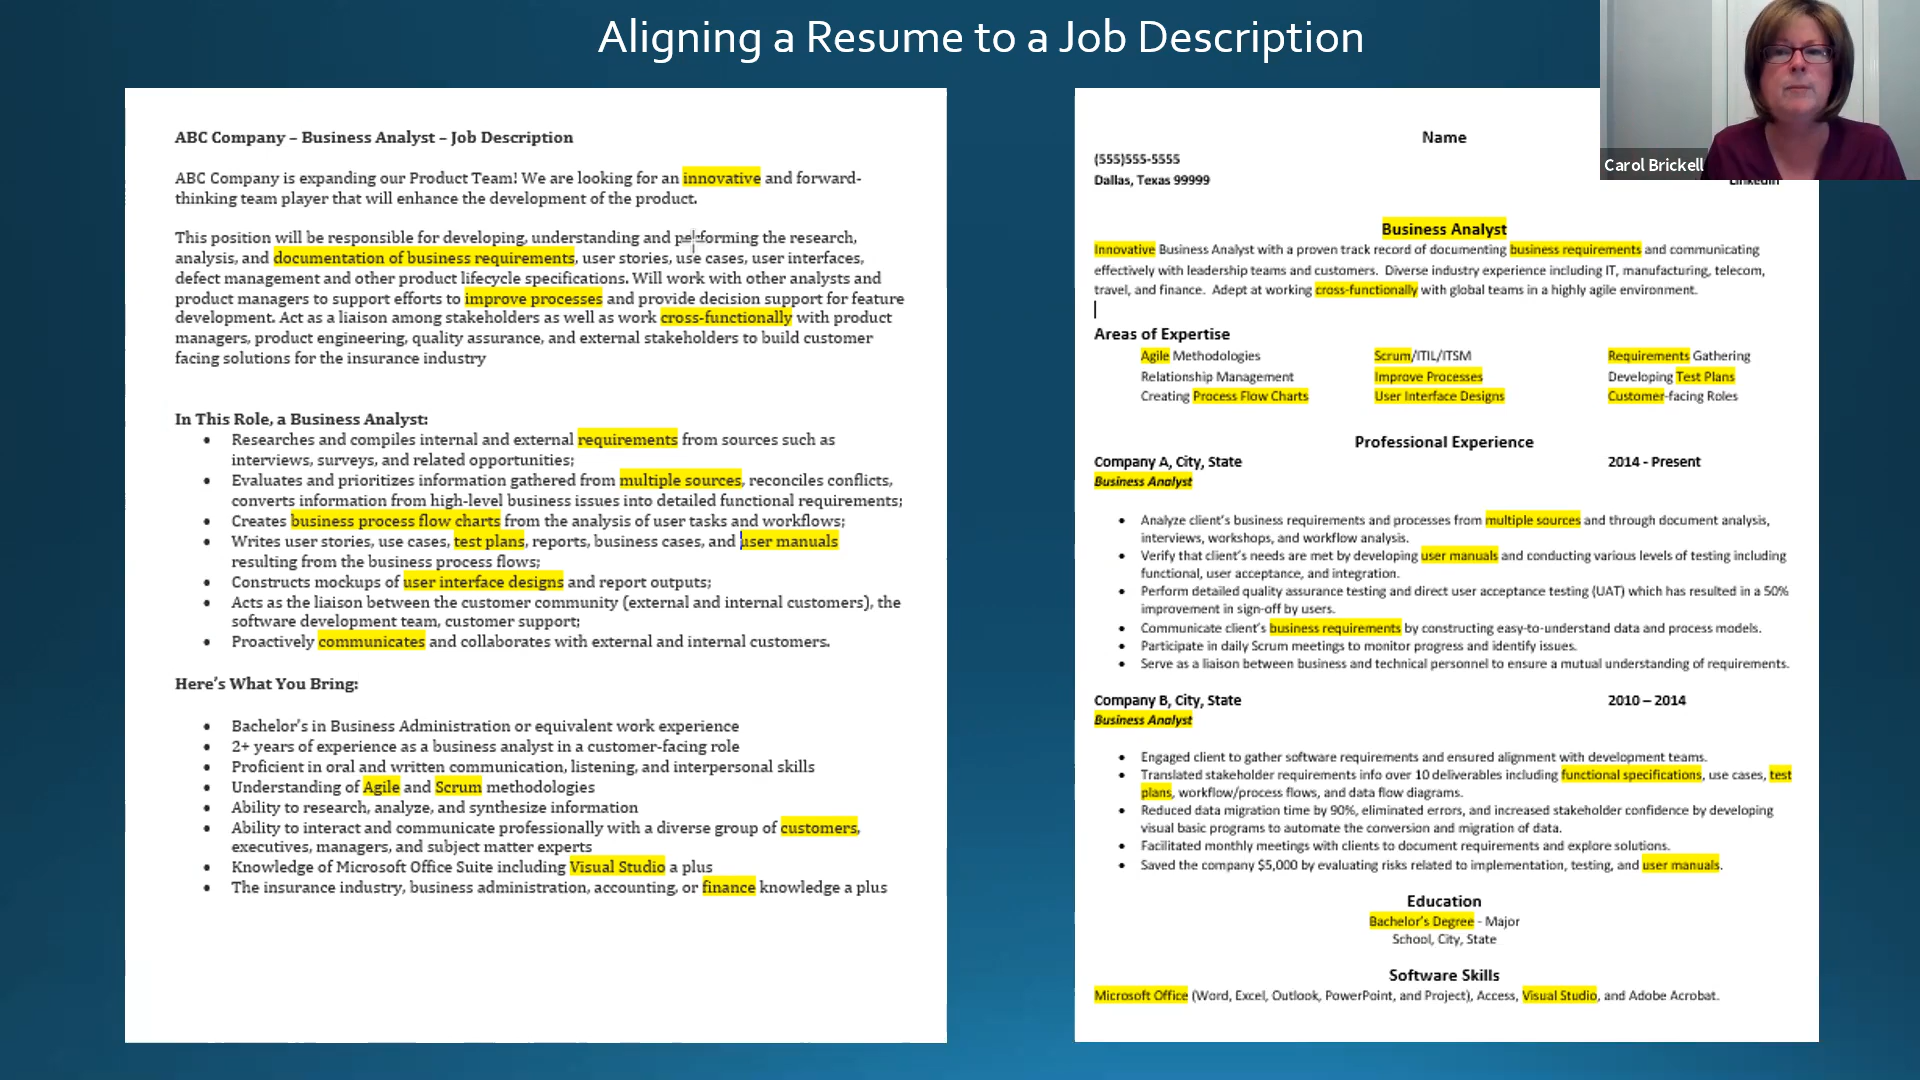 Aligning a Resume to a Job Description
ABC Company – Business Analyst – Job Description
ABC Company is expanding our Product Team! We are looking for an innovative and forward-
thinking team player that will enhance the development of the product.
This position will be responsible for developing, understanding and performing the research,
analysis, and documentation of business requirements, user stories, use cases, user interfaces,
defect management and other product lifecycle specifications. Will work with other analysts and
product managers to support efforts to improve processes and provide decision support for feature
development. Act as a liaison among stakeholders as well as work cross-functionally with product
managers, product engineering, quality assurance, and external stakeholders to build customer
facing solutions for the insurance industry
In This Role, a Business Analyst:
• Researches and compiles internal and external requirements from sources such as
interviews, surveys, and related opportunities;
• Evaluates and prioritizes information gathered from multiple sources, reconciles conflicts,
converts information from high-level business issues into detailed functional requirements;
• Creates business process flow charts from the analysis of user tasks and workflows;
• Writes user stories, use cases, test plans, reports, business cases, and user manuals
resulting from the business process flows;
• Constructs mockups of user interface designs and report outputs;
• Acts as the liaison between the customer community (external and internal customers), the
software development team, customer support;
• Proactively communicates and collaborates with external and internal customers.
Here's What You Bring:
• Bachelor's in Business Administration or equivalent work experience
• 2+ years of experience as a business analyst in a customer-facing role
• Proficient in oral and written communication, listening, and interpersonal skills
• Understanding of Agile and Scrum methodologies
• Ability to research, analyze, and synthesize information
• Ability to interact and communicate professionally with a diverse group of customers,
executives, managers, and subject matter experts
• Knowledge of Microsoft Office Suite including Visual Studio a plus
• The insurance industry, business administration, accounting, or finance knowledge a plus
Name
(555)555-5555
Dallas, Texas 99999
LinkedIn
Business Analyst
Innovative Business Analyst with a proven track record of documenting business requirements and communicating
effectively with leadership teams and customers. Diverse industry experience including IT, manufacturing, telecom,
travel, and finance. Adept at working cross-functionally with global teams in a highly agile environment.
Areas of Expertise
Agile Methodologies Scrum/ITIL/ITSM Requirements Gathering
Relationship Management Improve Processes Developing Test Plans
Creating Process Flow Charts User Interface Designs Customer-facing Roles
Professional Experience
Company A, City, State 2014 - Present
Business Analyst
• Analyze client's business requirements and processes from multiple sources and through document analysis,
interviews, workshops, and workflow analysis.
• Verify that client's needs are met by developing user manuals and conducting various levels of testing including
functional, user acceptance, and integration.
• Perform detailed quality assurance testing and direct user acceptance testing (UAT) which has resulted in a 50%
improvement in sign-off by users.
• Communicate client's business requirements by constructing easy-to-understand data and process models.
• Participate in daily Scrum meetings to monitor progress and identify issues.
• Serve as a liaison between business and technical personnel to ensure a mutual understanding of requirements.
Company B, City, State 2010 – 2014
Business Analyst
• Engaged client to gather software requirements and ensured alignment with development teams.
• Translated stakeholder requirements info over 10 deliverables including functional specifications, use cases, test
plans, workflow/process flows, and data flow diagrams.
• Reduced data migration time by 90%, eliminated errors, and increased stakeholder confidence by developing
visual basic programs to automate the conversion and migration of data.
• Facilitated monthly meetings with clients to document requirements and explore solutions.
• Saved the company $5,000 by evaluating risks related to implementation, testing, and user manuals.
Education
Bachelor's Degree - Major
School, City, State
Software Skills
Microsoft Office (Word, Excel, Outlook, PowerPoint, and Project), Access, Visual Studio, and Adobe Acrobat.
Carol Brickell